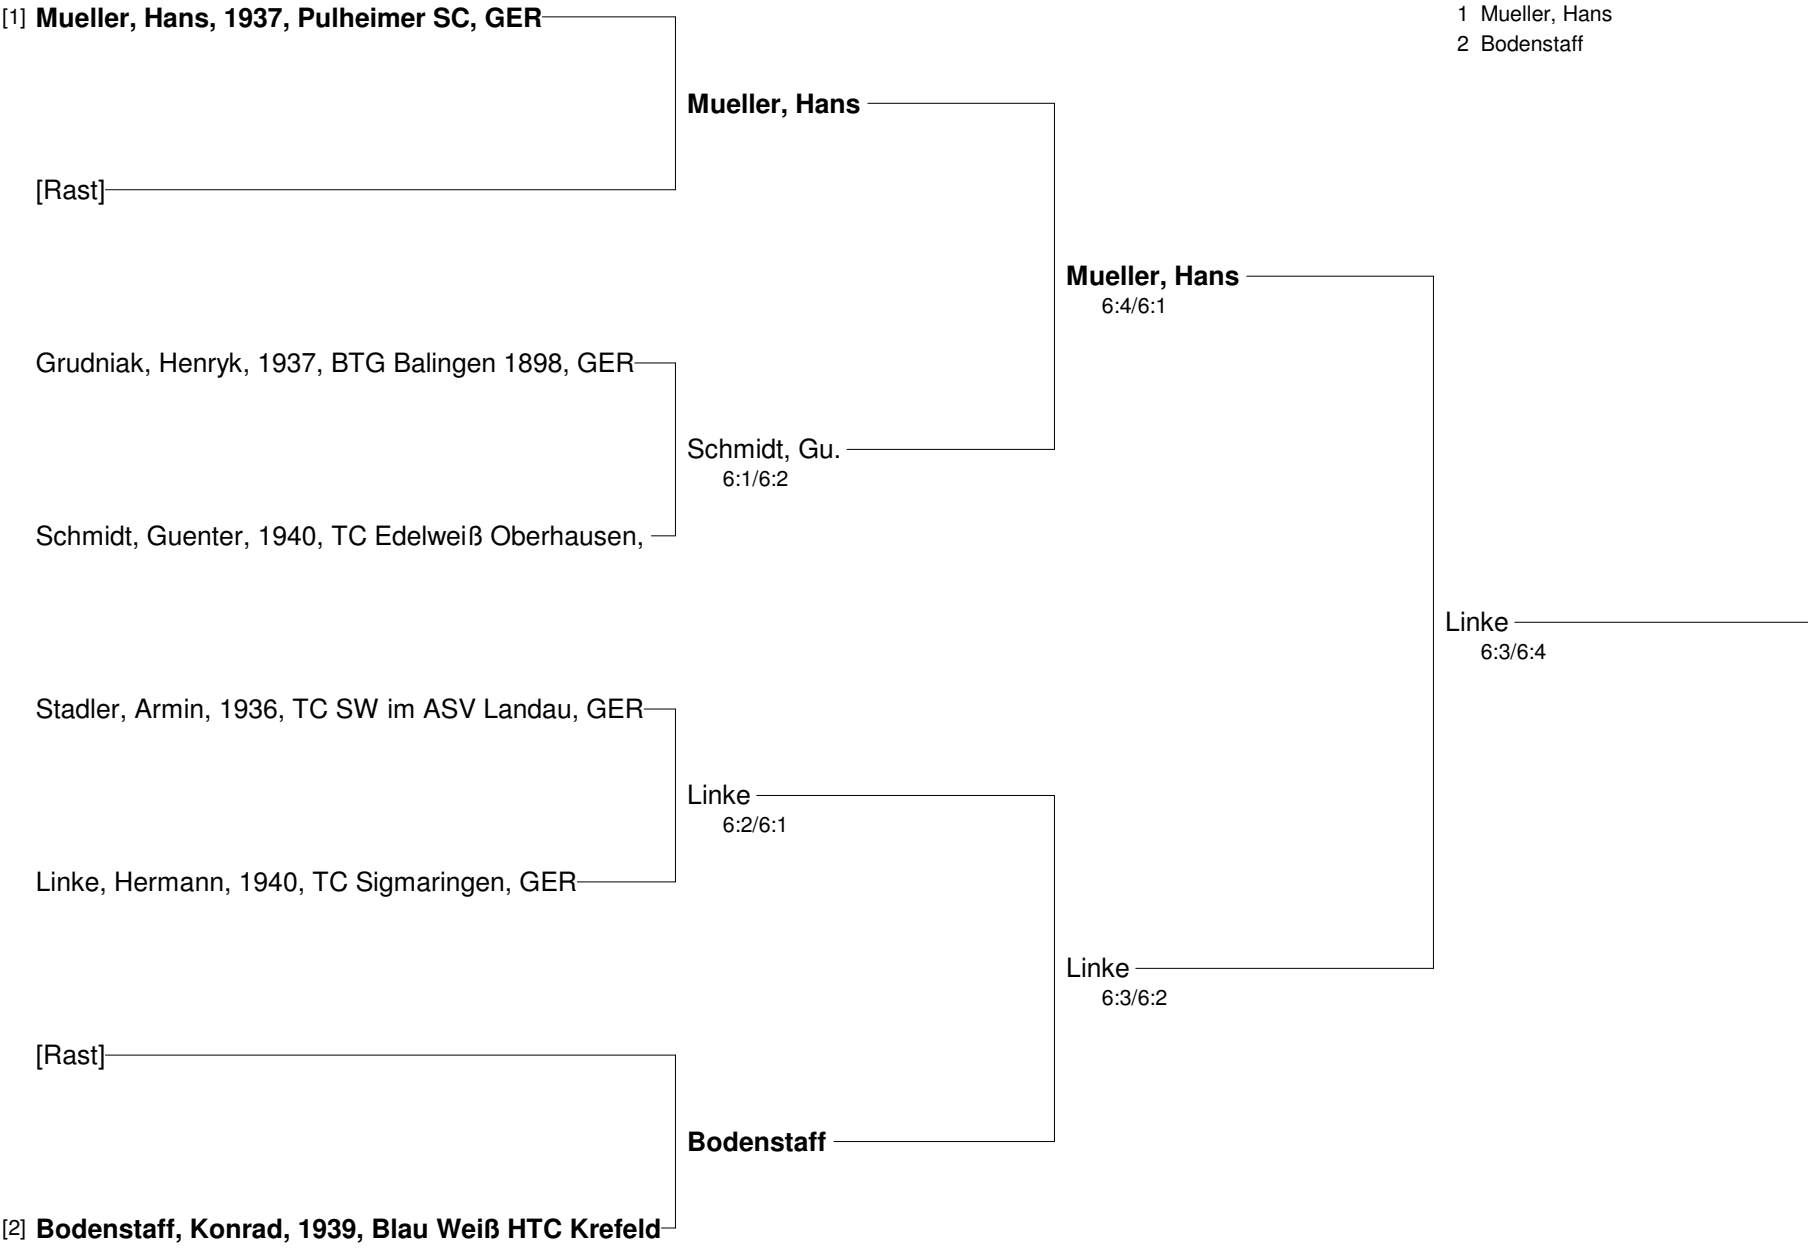 [1] Mueller, Hans, 1937, Pulheimer SC, GER
1 Mueller, Hans
2 Bodenstaff
Mueller, Hans
[Rast]
Mueller, Hans
6:4/6:1
Grudniak, Henryk, 1937, BTG Balingen 1898, GER
Schmidt, Gu.
6:1/6:2
Schmidt, Guenter, 1940, TC Edelweiß Oberhausen,
Linke
6:3/6:4
Stadler, Armin, 1936, TC SW im ASV Landau, GER
Linke
6:2/6:1
Linke, Hermann, 1940, TC Sigmaringen, GER
Linke
6:3/6:2
[Rast]
Bodenstaff
[2] Bodenstaff, Konrad, 1939, Blau Weiß HTC Krefeld